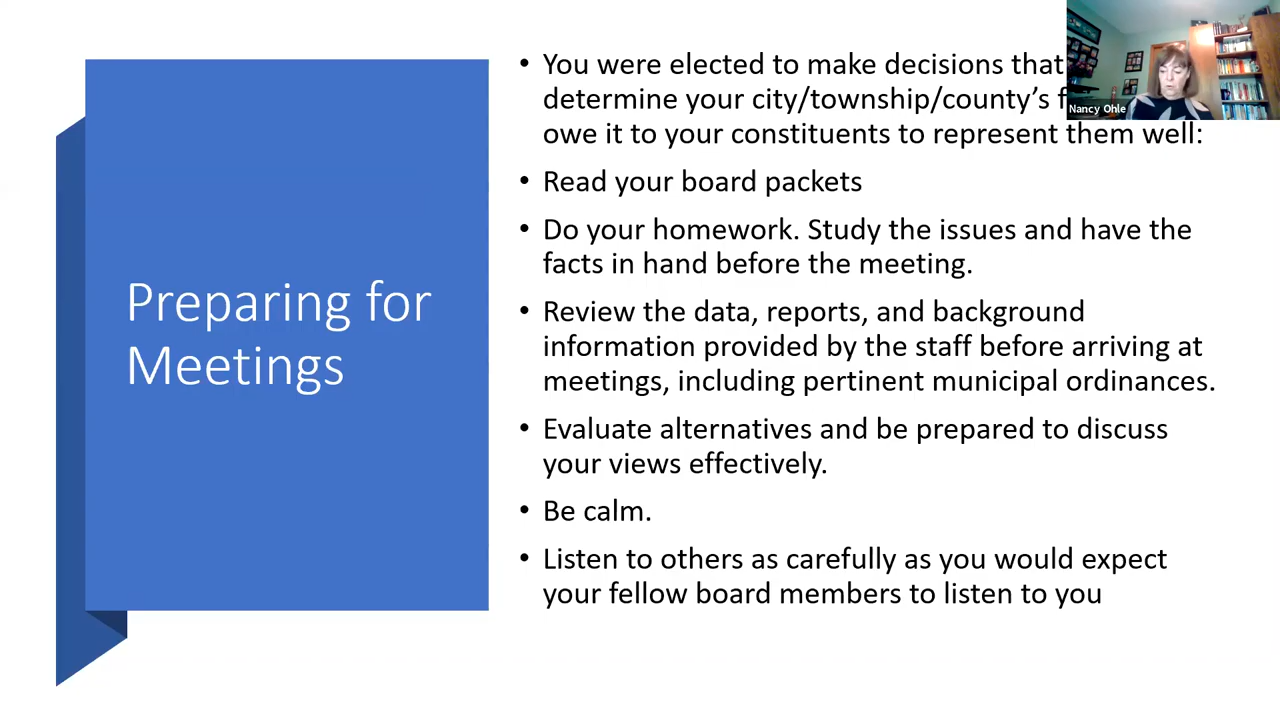 Preparing for
Meetings
• You were elected to make decisions that
determine your city/township/county's
owe it to your constituents to represent them well:
• Read your board packets
• Do your homework. Study the issues and have the
facts in hand before the meeting.
• Review the data, reports, and background
information provided by the staff before arriving at
meetings, including pertinent municipal ordinances.
• Evaluate alternatives and be prepared to discuss
your views effectively.
• Be calm.
• Listen to others as carefully as you would expect
your fellow board members to listen to you
Nancy Ohle